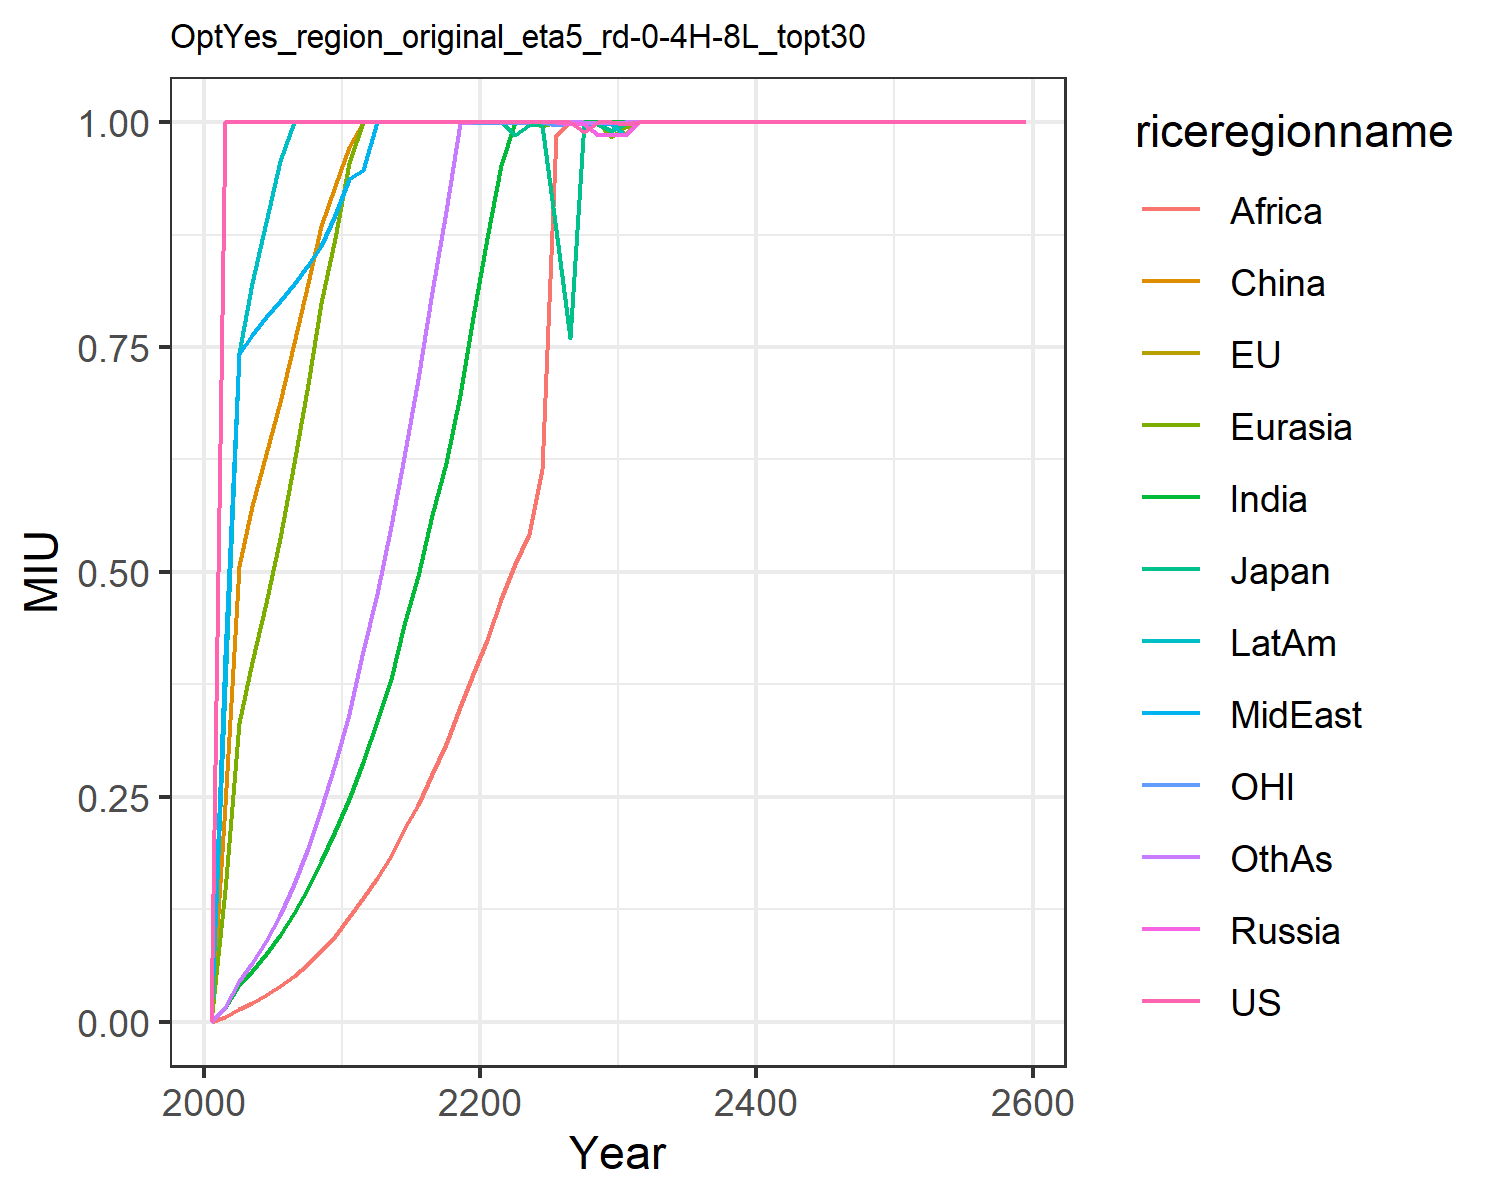 OptYes_region_original_eta5_rd-0-4H-8L_topt30
1.00
0.75
0.50
0.25
0.00
MIU
2000 2200 2400 2600
Year
riceregionname
Africa
China
EU
Eurasia
India
Japan
LatAm
MidEast
OHI
OthAs
Russia
US